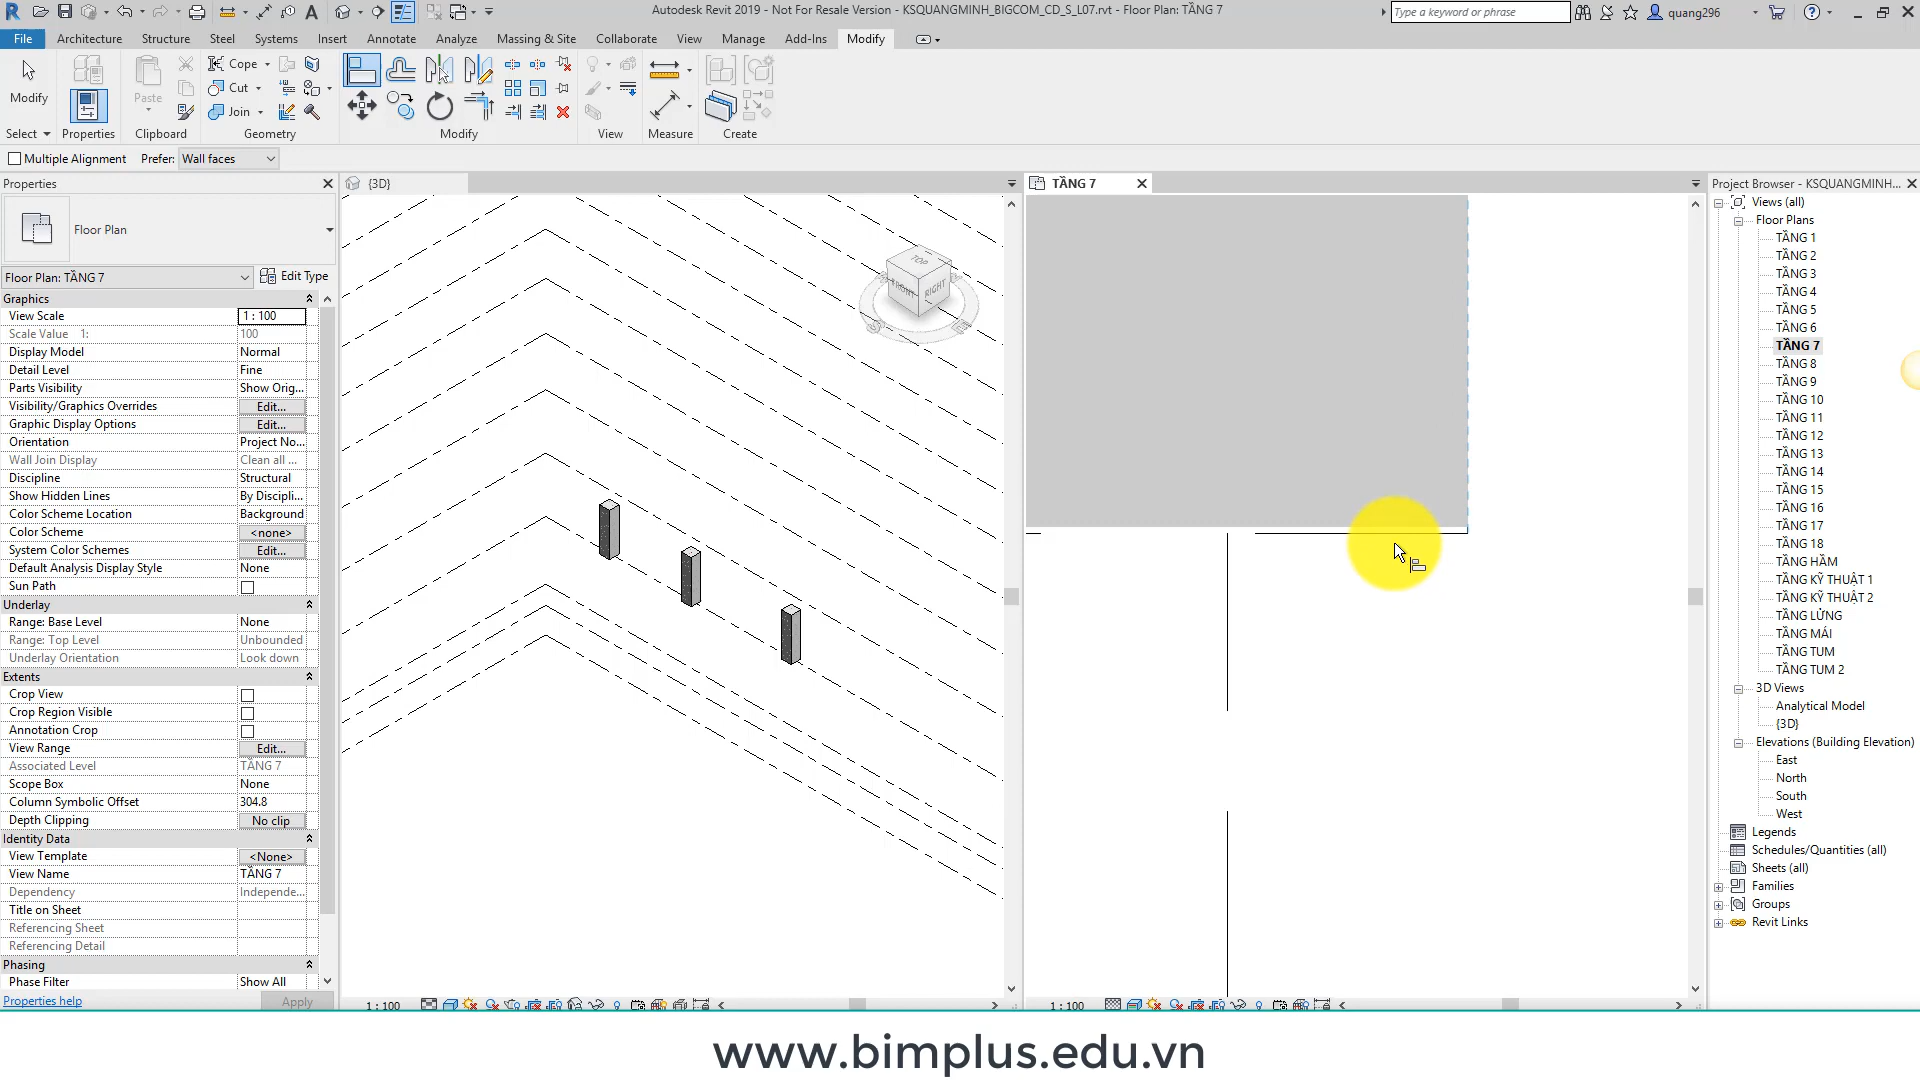 Autodesk Revit 2019 - Not For Resale Version - KSQUANGMINH_BIGCOM_CD_S_L07.rvt - Floor Plan: TẦNG 7
Type a keyword or phrase
quang296
File Architecture Structure Steel Systems Insert Annotate Analyze Massing & Site Collaborate View Manage Add-Ins Modify
Modify
Paste
Cope
Cut
Join
Select Properties Clipboard Geometry Modify View Measure Create
Multiple Alignment Prefer: Wall faces
Properties
Floor Plan
Floor Plan: TẦNG 7 Edit Type
Graphics
View Scale 1 : 100
Scale Value 1: 100
Display Model Normal
Detail Level Fine
Parts Visibility Show Orig...
Visibility/Graphics Overrides Edit...
Graphic Display Options Edit...
Orientation Project No...
Wall Join Display Clean all ...
Discipline Structural
Show Hidden Lines By Discipli...
Color Scheme Location Background
Color Scheme <none>
System Color Schemes Edit...
Default Analysis Display Style None
Sun Path
Underlay
Range: Base Level None
Range: Top Level Unbounded
Underlay Orientation Look down
Extents
Crop View
Crop Region Visible
Annotation Crop
View Range Edit...
Associated Level TẦNG 7
Scope Box None
Column Symbolic Offset 304.8
Depth Clipping No clip
Identity Data
View Template <None>
View Name TẦNG 7
Dependency Independe...
Title on Sheet
Referencing Sheet
Referencing Detail
Phasing
Phase Filter Show All
Properties help Apply
{3D}
TOP
FRONT
RIGHT
S
E
1 : 100
TẦNG 7
1 : 100
Project Browser - KSQUANGMINH...
Views (all)
Floor Plans
TẦNG 1
TẦNG 2
TẦNG 3
TẦNG 4
TẦNG 5
TẦNG 6
TẦNG 7
TẦNG 8
TẦNG 9
TẦNG 10
TẦNG 11
TẦNG 12
TẦNG 13
TẦNG 14
TẦNG 15
TẦNG 16
TẦNG 17
TẦNG 18
TẦNG HẦM
TẦNG KỸ THUẬT 1
TẦNG KỸ THUẬT 2
TẦNG LỬNG
TẦNG MÁI
TẦNG TUM
TẦNG TUM 2
3D Views
Analytical Model
{3D}
Elevations (Building Elevation)
East
North
South
West
Legends
Schedules/Quantities (all)
Sheets (all)
Families
Groups
Revit Links
www.bimplus.edu.vn